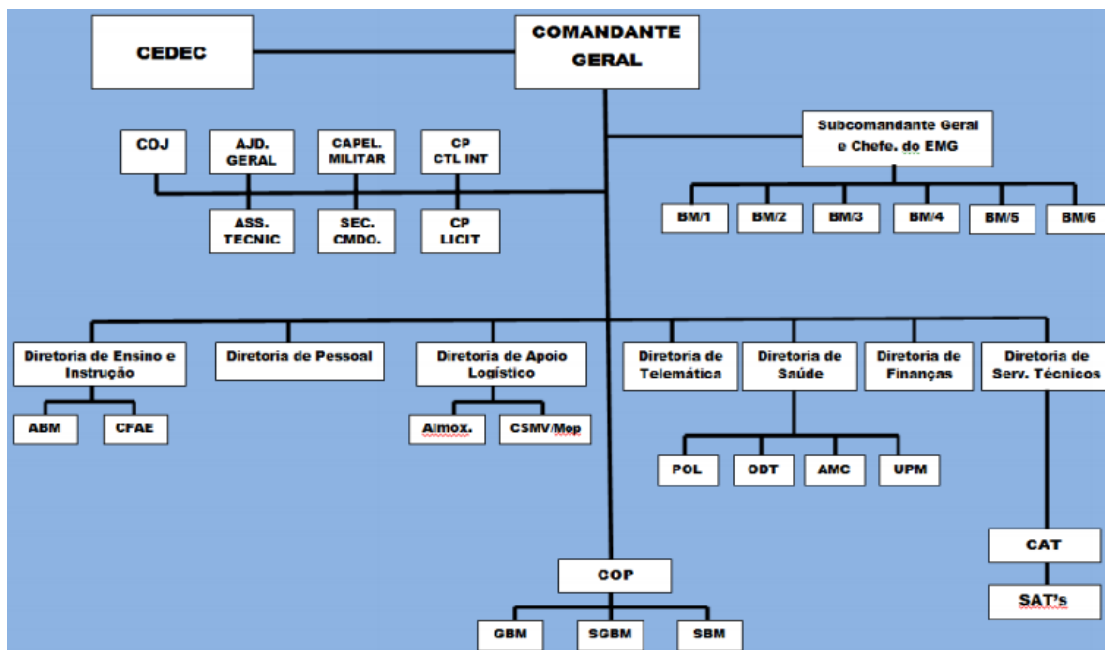 CEDEC
COMANDANTE
GERAL
COJ
AJD.
GERAL
CAPEL.
MILITAR
CP
CTL INT
Subcomandante Geral
e Chefe. do EMG
ASS.
TECNIC
SEC.
CMDO.
CP
LICIT
BM/1
BM/2
BM/3
BM/4
BM/5
BM/6
Diretoria de Ensino e
Instrução
Diretoria de Pessoal
Diretoria de Apoio
Logístico
Diretoria de
Telemática
Diretoria de
Saúde
Diretoria de
Finanças
Diretoria de
Serv. Técnicos
ABM
CFAE
Almox.
CSMV/Mop
POL
ODT
AMC
UPM
CAT
SAT's
COP
GBM
SGBM
SBM